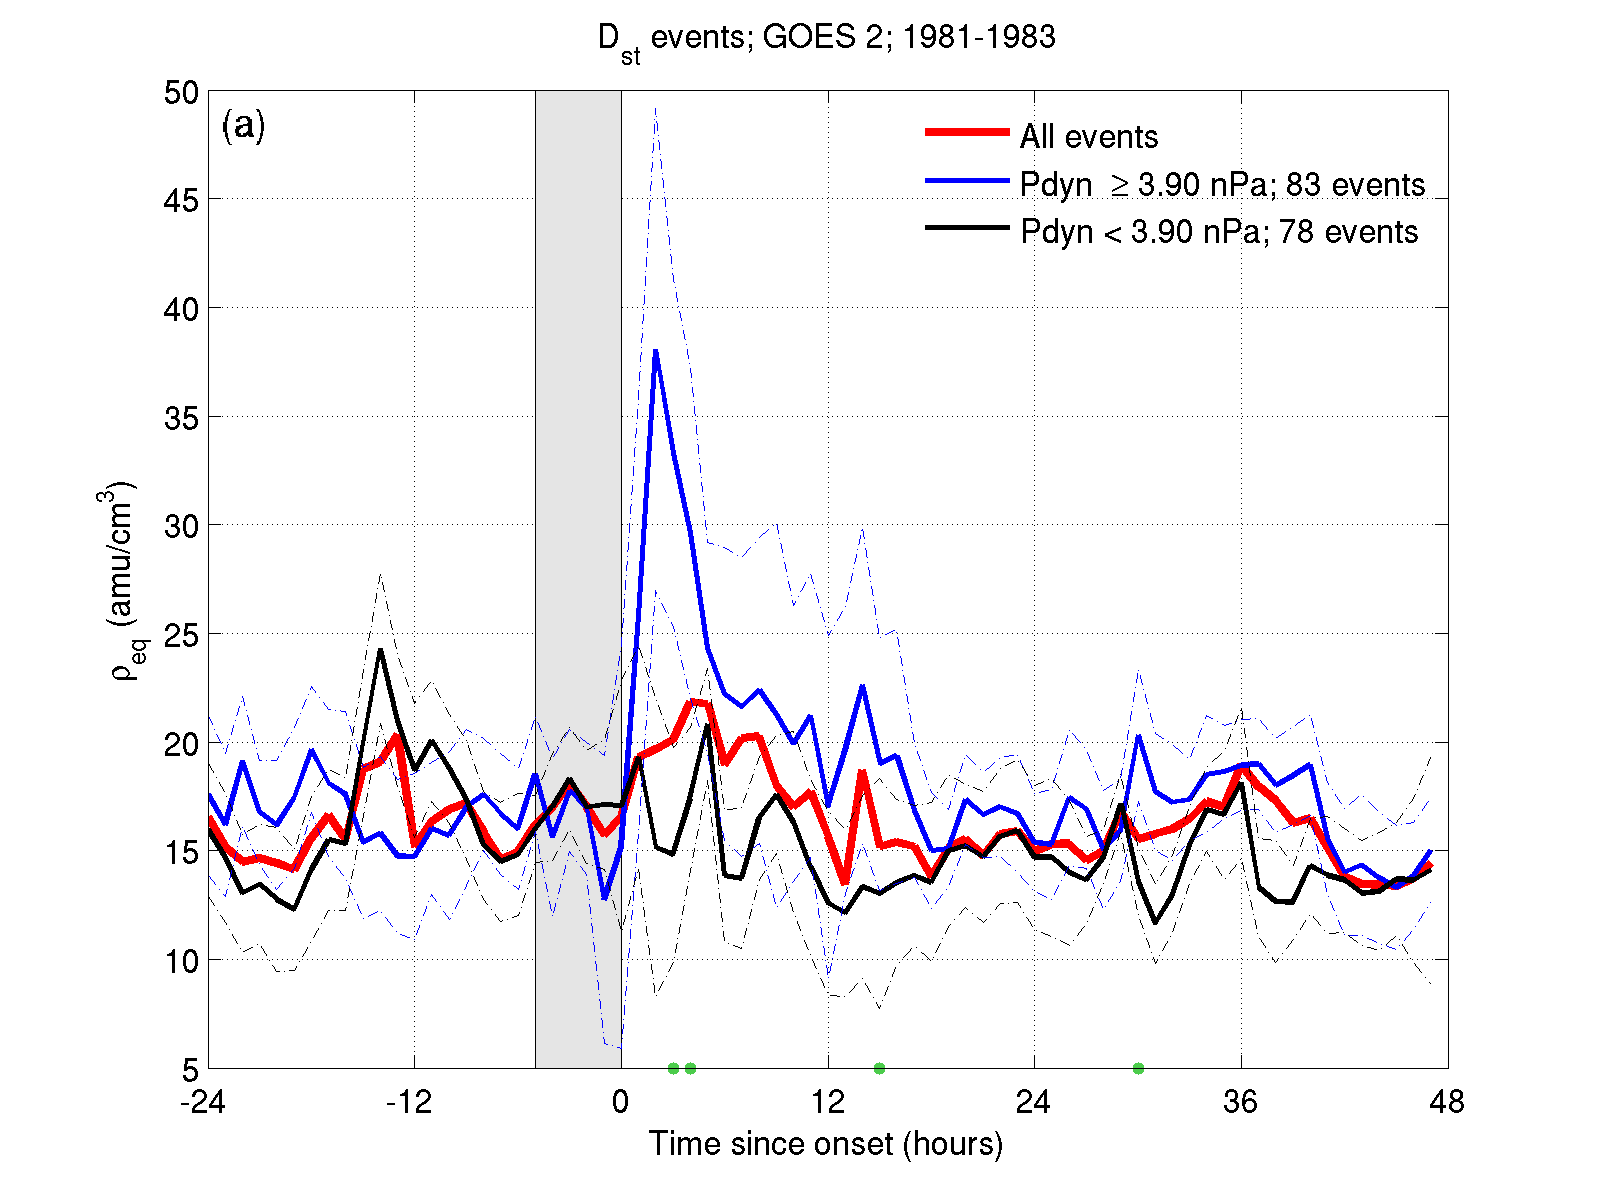 Dst events; GOES 2; 1981-1983
(a)
All events
Pdyn ≥ 3.90 nPa; 83 events
Pdyn < 3.90 nPa; 78 events
50
45
40
35
30
25
20
15
10
5
ρeq (amu/cm³)
-24 -12 0 12 24 36 48
Time since onset (hours)